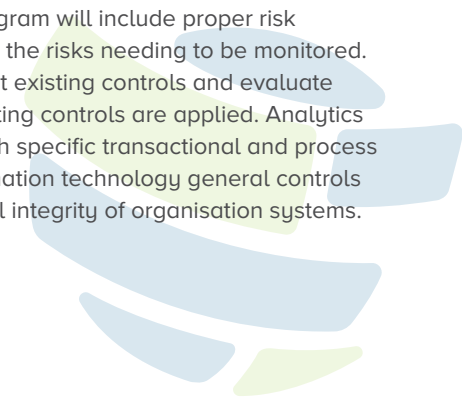 gram will include proper risk
the risks needing to be monitored.
t existing controls and evaluate
ting controls are applied. Analytics
h specific transactional and process
nation technology general controls
l integrity of organisation systems.